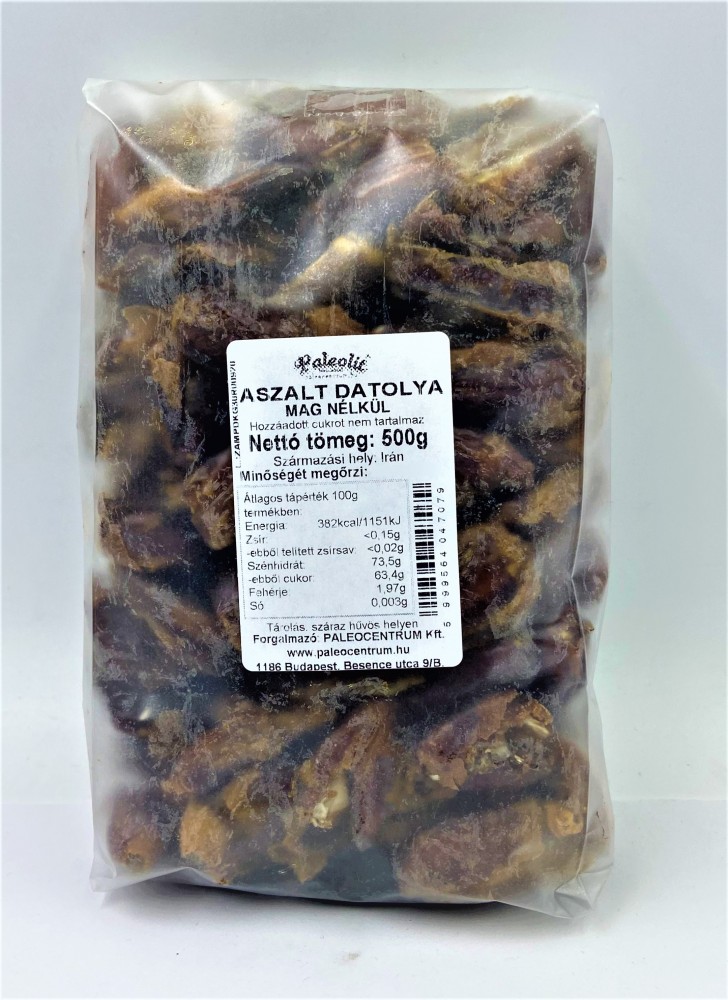 Paleolit
ASZALT DATOLYA
MAG NÉLKÜL
Hozzáadott cukrot nem tartalmaz
Nettó tömeg: 500g
Származási hely: Irán
Minőségét megőrzi:
Átlagos tápérték 100g
termékben:
Energia: 382kcal/1151kJ
Zsír: <0,15g
-ebből telített zsírsav: <0,02g
Szénhidrát: 73,5g
-ebből cukor: 63,4g
Fehérje 1,97g
Só 0,003g
5 999564 047079
Tárolás: száraz hűvös helyen
Forgalmazó: PALEOCENTRUM Kft.
www.paleocentrum.hu
1186 Budapest, Besence utca 9/B.